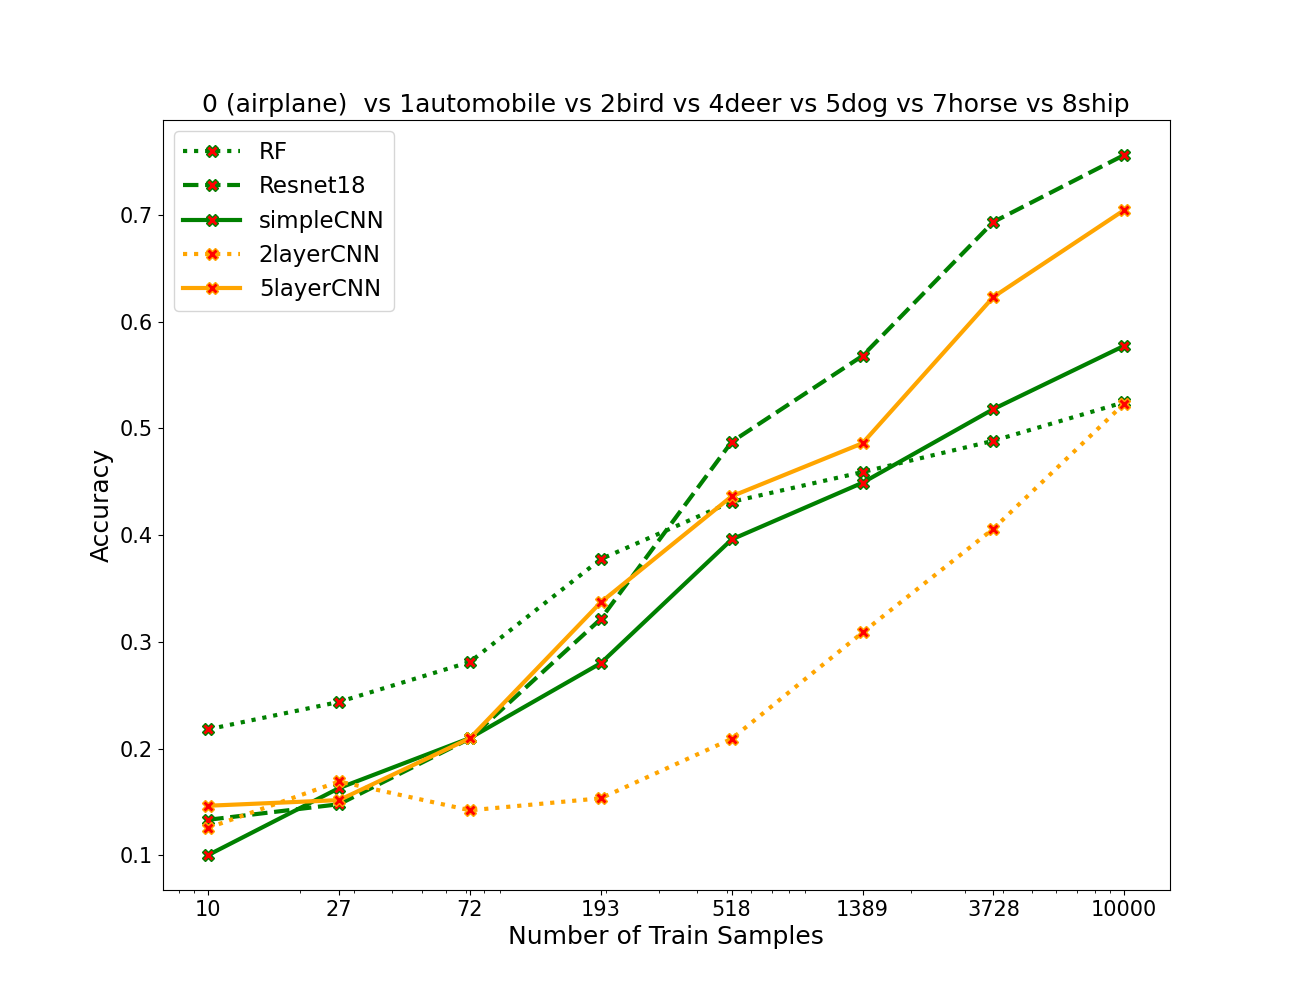 0 (airplane)  vs 1automobile vs 2bird vs 4deer vs 5dog vs 7horse vs 8ship
RF
Resnet18
simpleCNN
2layerCNN
5layerCNN
0.7
0.6
0.5
0.4
0.3
0.2
0.1
Accuracy
10 27 72 193 518 1389 3728 10000
Number of Train Samples